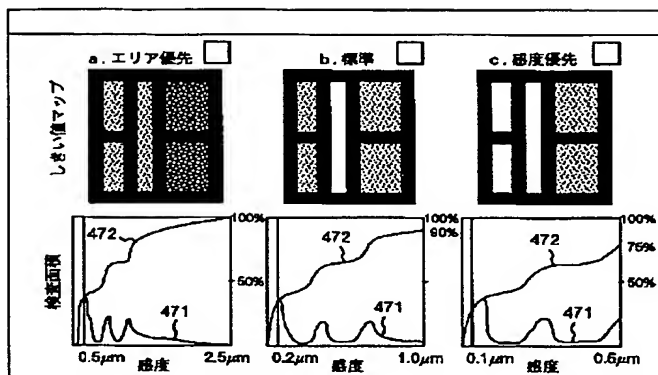 a. エリア優先
b. 標準
c. 感度優先
しきい値マップ
検査面積
472
471
100%
50%
0.5μm
2.5μm
感度
472
471
100%
90%
50%
0.2μm
1.0μm
感度
472
471
100%
75%
50%
0.1μm
0.6μm
感度